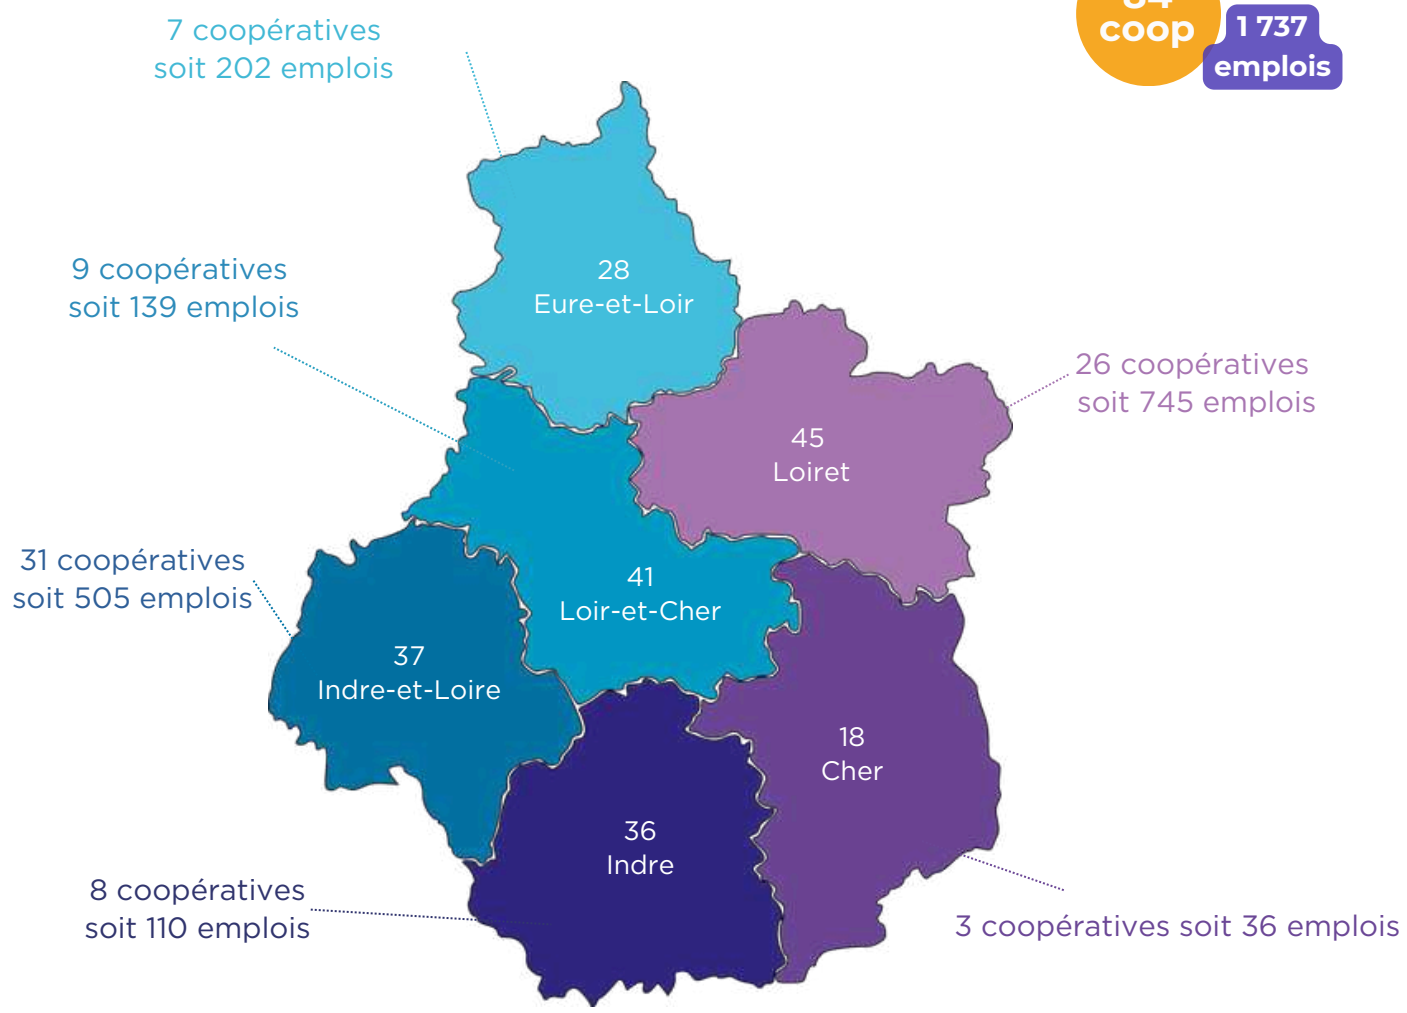 84
coop
1 737
emplois
7 coopératives
soit 202 emplois
28
Eure-et-Loir
9 coopératives
soit 139 emplois
26 coopératives
soit 745 emplois
45
Loiret
31 coopératives
soit 505 emplois
41
Loir-et-Cher
37
Indre-et-Loire
18
Cher
36
Indre
8 coopératives
soit 110 emplois
3 coopératives soit 36 emplois